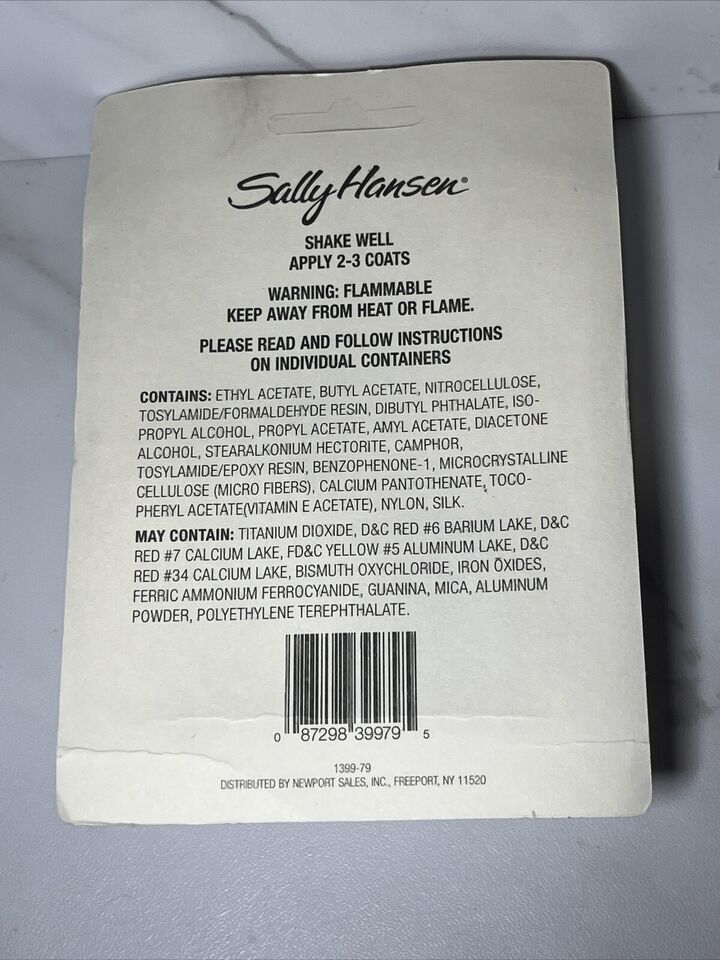 Sally Hansen®
SHAKE WELL
APPLY 2-3 COATS
WARNING: FLAMMABLE
KEEP AWAY FROM HEAT OR FLAME.
PLEASE READ AND FOLLOW INSTRUCTIONS
ON INDIVIDUAL CONTAINERS
CONTAINS: ETHYL ACETATE, BUTYL ACETATE, NITROCELLULOSE,
TOSYLAMIDE/FORMALDEHYDE RESIN, DIBUTYL PHTHALATE, ISO-
PROPYL ALCOHOL, PROPYL ACETATE, AMYL ACETATE, DIACETONE
ALCOHOL, STEARALKONIUM HECTORITE, CAMPHOR,
TOSYLAMIDE/EPOXY RESIN, BENZOPHENONE-1, MICROCRYSTALLINE
CELLULOSE (MICRO FIBERS), CALCIUM PANTOTHENATE, TOCO-
PHERYL ACETATE(VITAMIN E ACETATE), NYLON, SILK.
MAY CONTAIN: TITANIUM DIOXIDE, D&C RED #6 BARIUM LAKE, D&C
RED #7 CALCIUM LAKE, FD&C YELLOW #5 ALUMINUM LAKE, D&C
RED #34 CALCIUM LAKE, BISMUTH OXYCHLORIDE, IRON OXIDES,
FERRIC AMMONIUM FERROCYANIDE, GUANINA, MICA, ALUMINUM
POWDER, POLYETHYLENE TEREPHTHALATE.
0 87298 39979 5
1399-79
DISTRIBUTED BY NEWPORT SALES, INC., FREEPORT, NY 11520